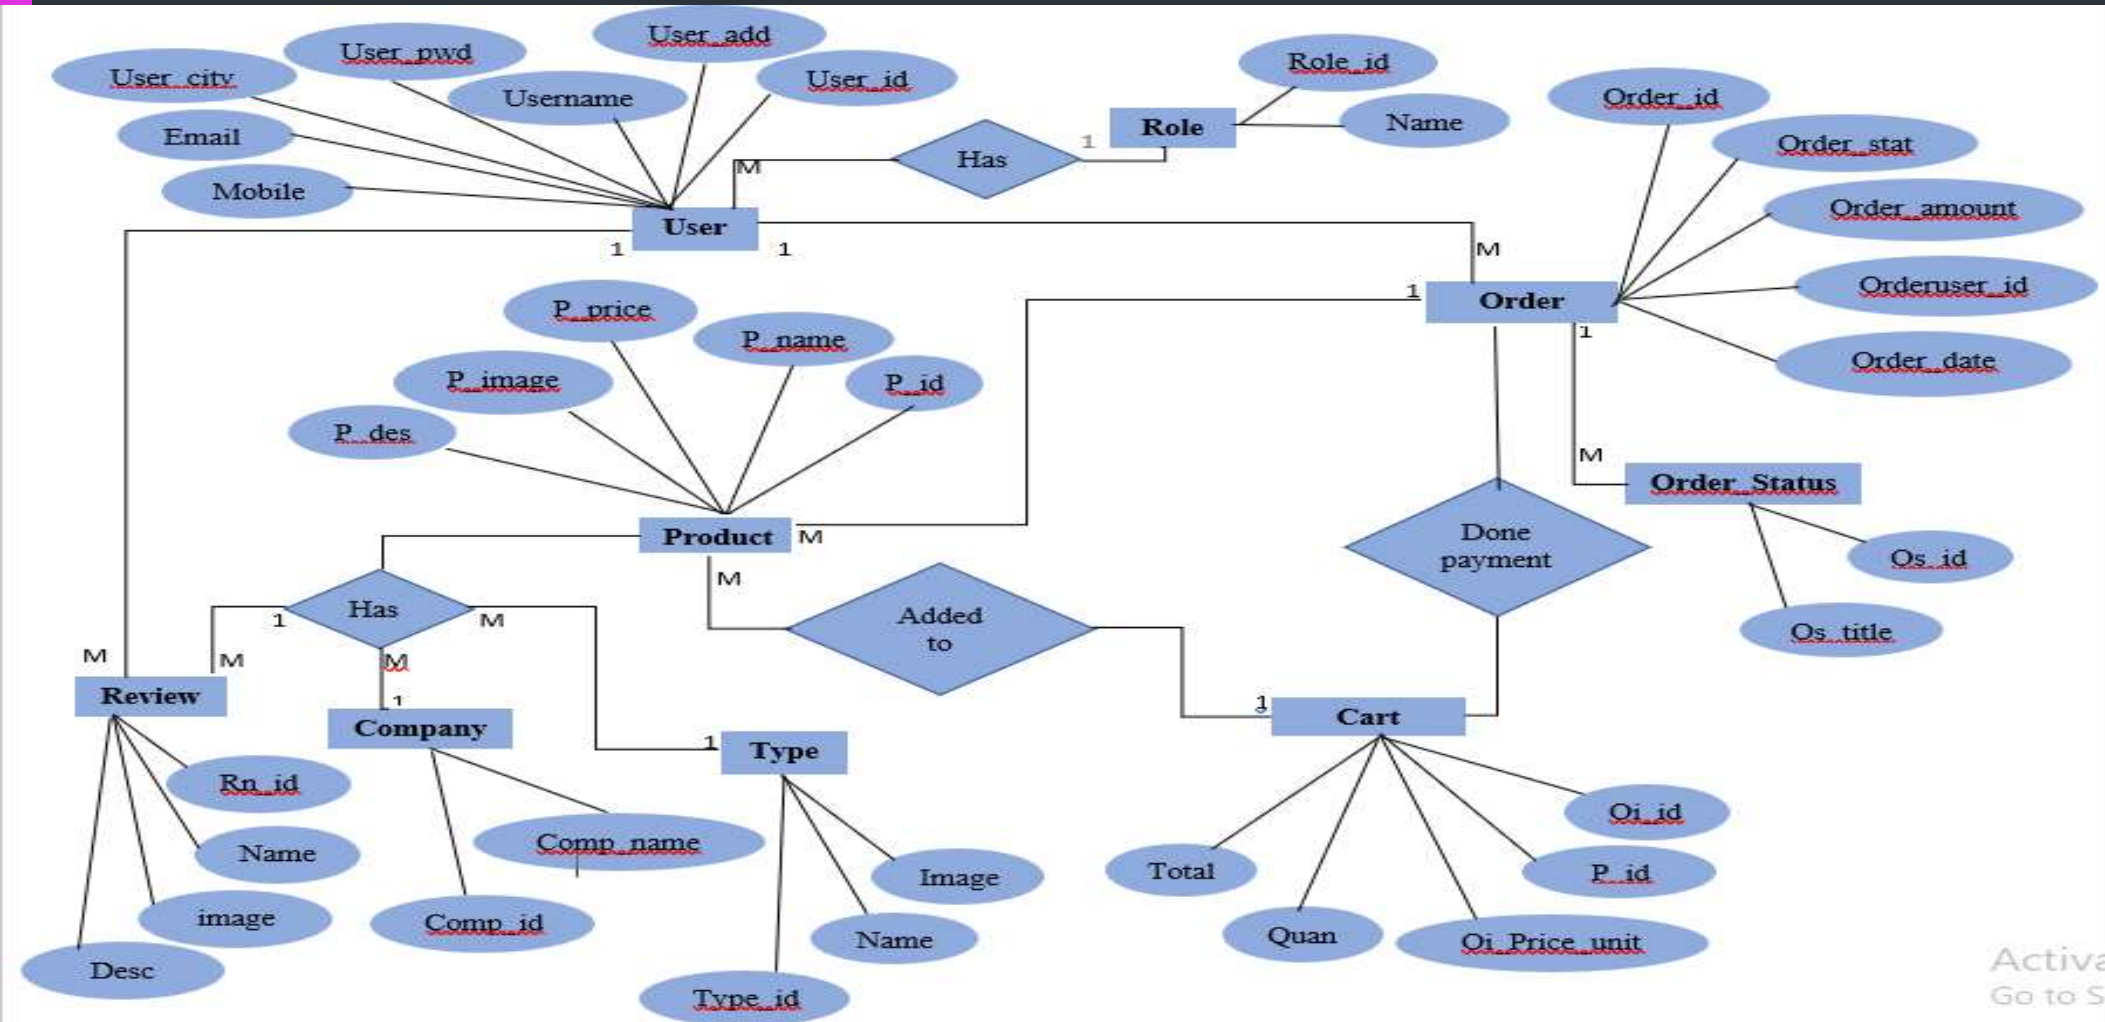 User_add
User_pwd
User_city
User_id
Username
Email
Mobile
Role_id
Name
Role
1
Has
M
User
1
1
Order_id
Order_stat
Order_amount
Orderuser_id
Order_date
M
1
Order
1
P_price
P_name
P_image
P_id
P_des
Product
M
M
M
Order_Status
Os_id
Os_title
Done
payment
Has
1
M
M
M
M
Added
to
Review
1
Company
1
Type
1
Cart
Rn_id
Name
image
Desc
Comp_name
Comp_id
Image
Name
Type_id
Total
Quan
Oi_Price_unit
P_id
Oi_id
Activa
Go to S